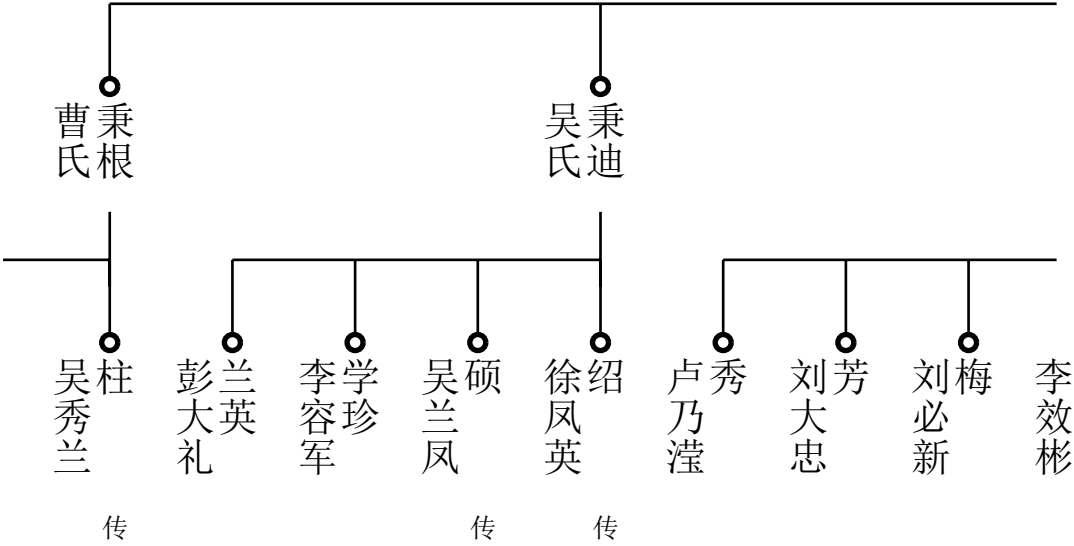 秉迪
吴氏
秉根
曹氏
李效彬
梅
刘必新
芳
刘大忠
秀
卢乃滢
绍
徐凤英
硕
吴兰凤
学珍
李容军
兰英
彭大礼
柱
吴秀兰
传
传
传